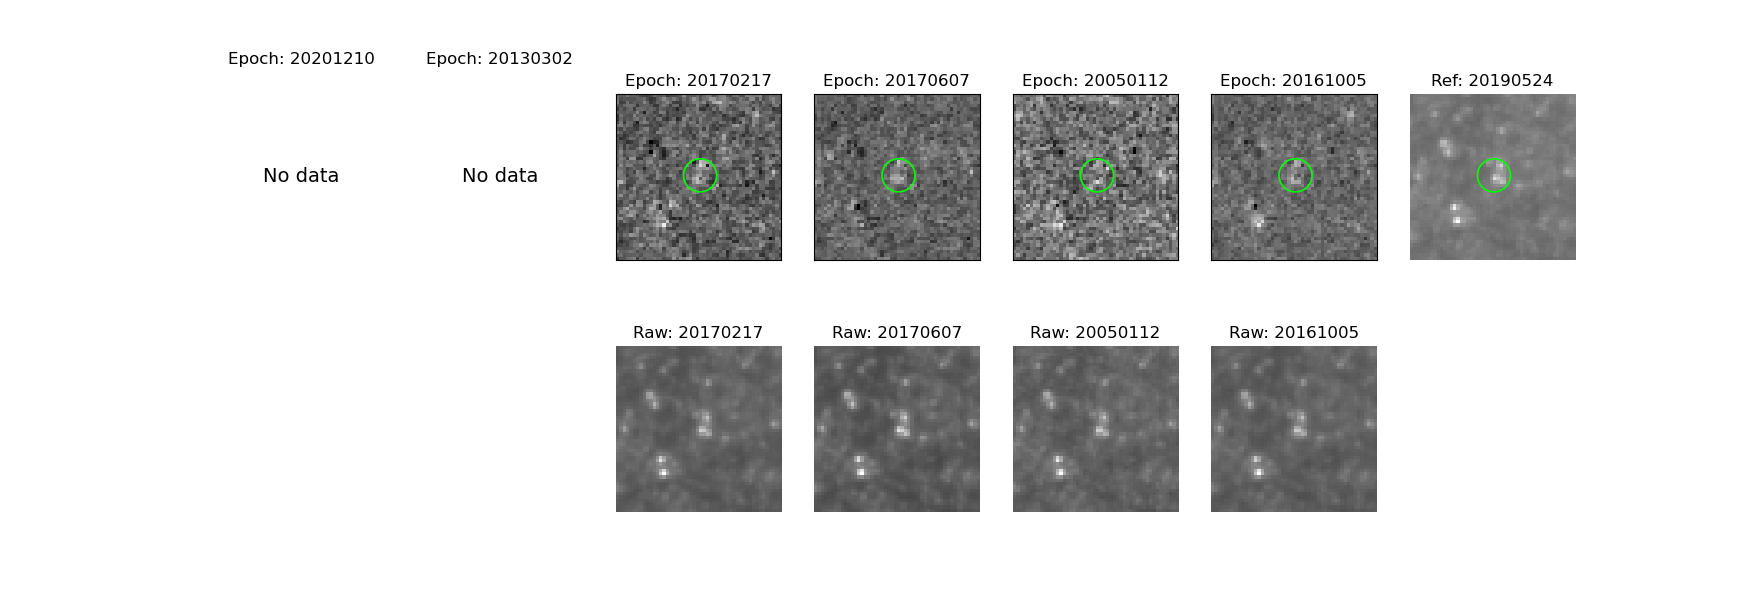 Epoch: 20201210
Epoch: 20130302
Epoch: 20170217
Epoch: 20170607
Epoch: 20050112
Epoch: 20161005
Ref: 20190524
No data
No data
Raw: 20170217
Raw: 20170607
Raw: 20050112
Raw: 20161005